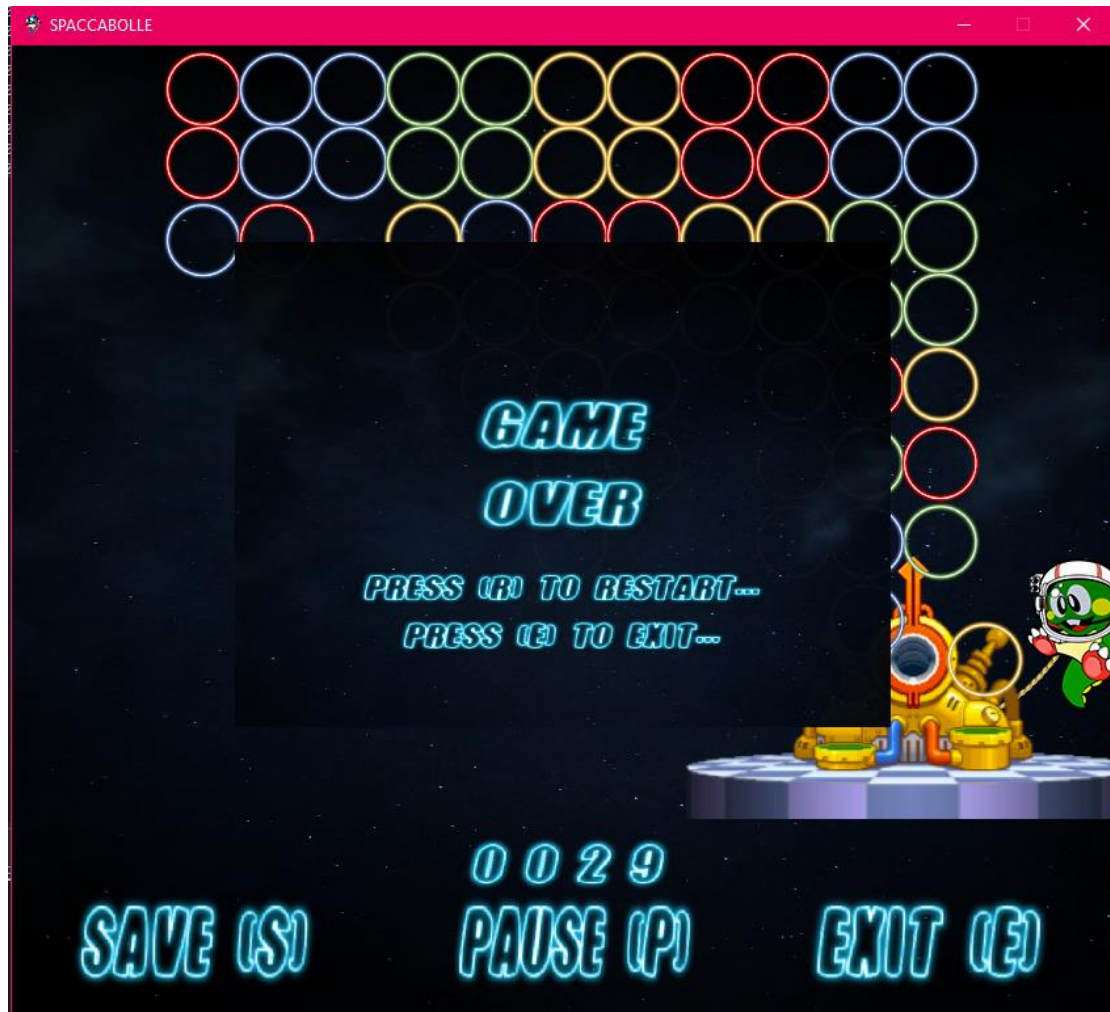 SPACCABOLLE
GAME
OVER
PRESS (R) TO RESTART...
PRESS (E) TO EXIT...
0029
SAVE (S) PAUSE (P) EXIT (E)